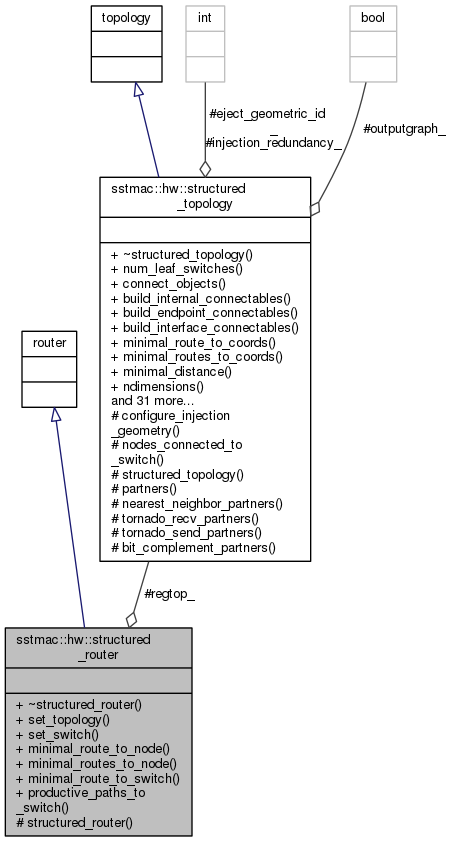 topology
int
bool
#eject_geometric_id
_
#injection_redundancy_
#outputgraph_
sstmac::hw::structured
_topology
+ ~structured_topology()
+ num_leaf_switches()
+ connect_objects()
+ build_internal_connectables()
+ build_endpoint_connectables()
+ build_interface_connectables()
+ minimal_route_to_coords()
+ minimal_routes_to_coords()
+ minimal_distance()
+ ndimensions()
and 31 more...
# configure_injection
_geometry()
# nodes_connected_to
_switch()
# structured_topology()
# partners()
# nearest_neighbor_partners()
# tornado_recv_partners()
# tornado_send_partners()
# bit_complement_partners()
router
#regtop_
sstmac::hw::structured
_router
+ ~structured_router()
+ set_topology()
+ set_switch()
+ minimal_route_to_node()
+ minimal_routes_to_node()
+ minimal_route_to_switch()
+ productive_paths_to
_switch()
# structured_router()